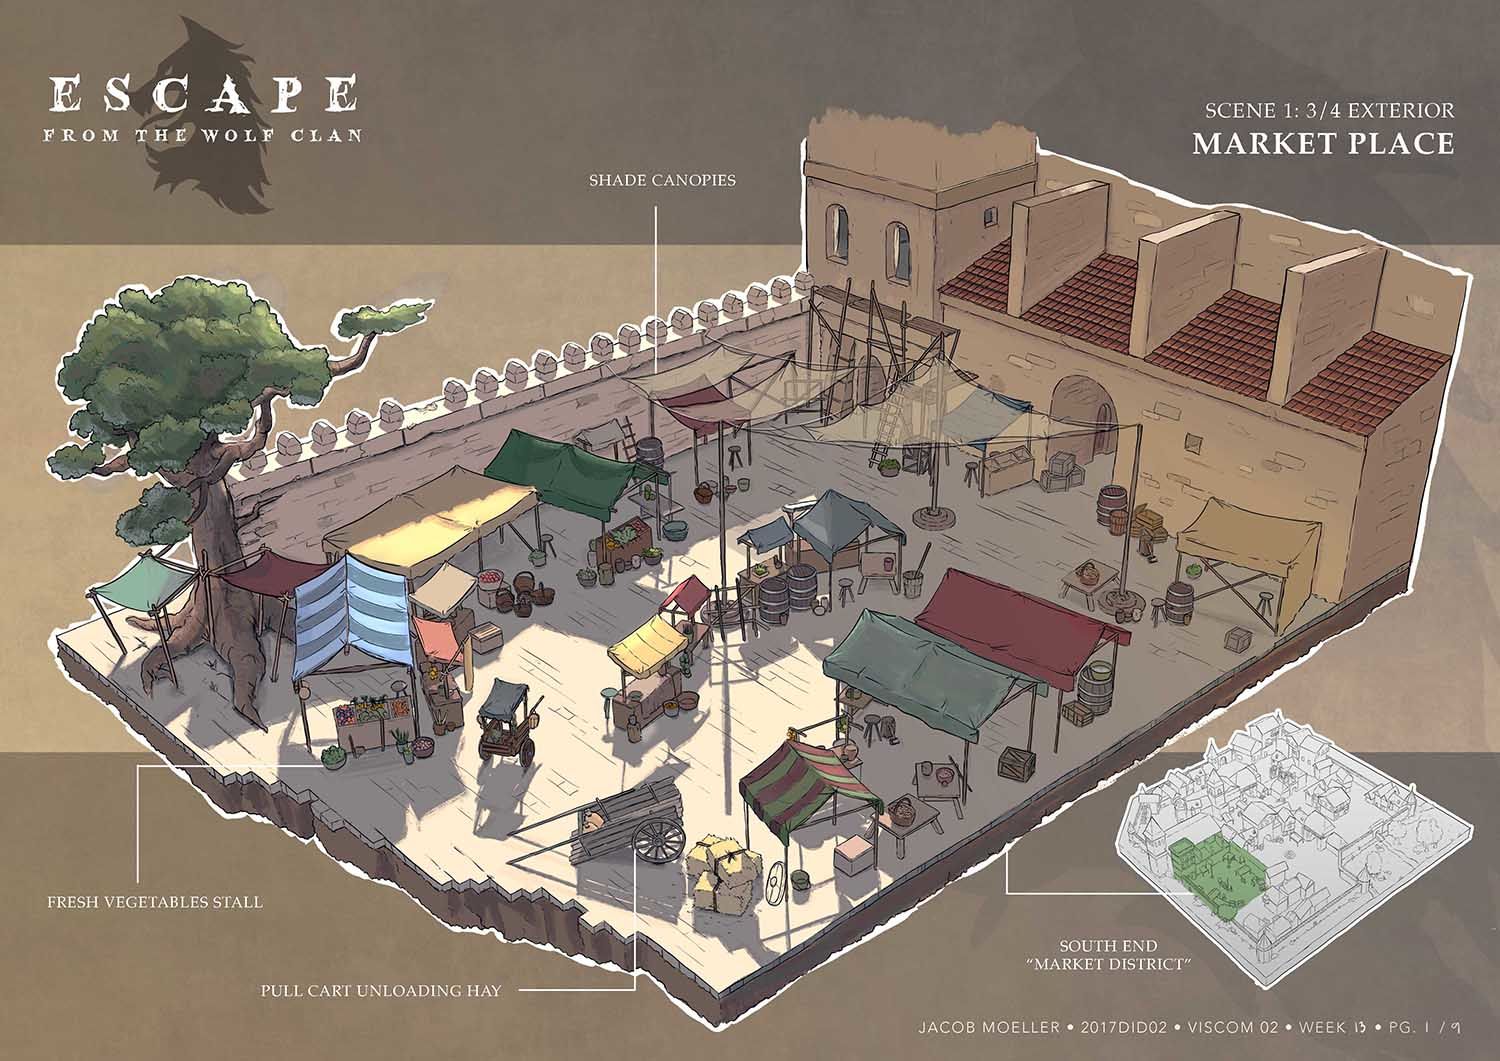 ESCAPE
FROM THE WOLF CLAN
SCENE 1: 3/4 EXTERIOR
MARKET PLACE
SHADE CANOPIES
FRESH VEGETABLES STALL
PULL CART UNLOADING HAY
SOUTH END
“MARKET DISTRICT”
JACOB MOELLER • 2017DID02 • VISCOM 02 • WEEK 13 • PG. 1 / 9